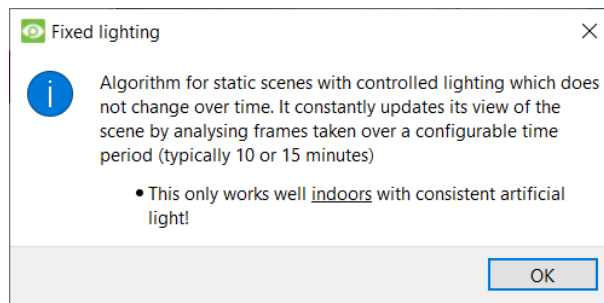 Fixed lighting
Algorithm for static scenes with controlled lighting which does
not change over time. It constantly updates its view of the
scene by analysing frames taken over a configurable time
period (typically 10 or 15 minutes)
• This only works well indoors with consistent artificial
light!
OK